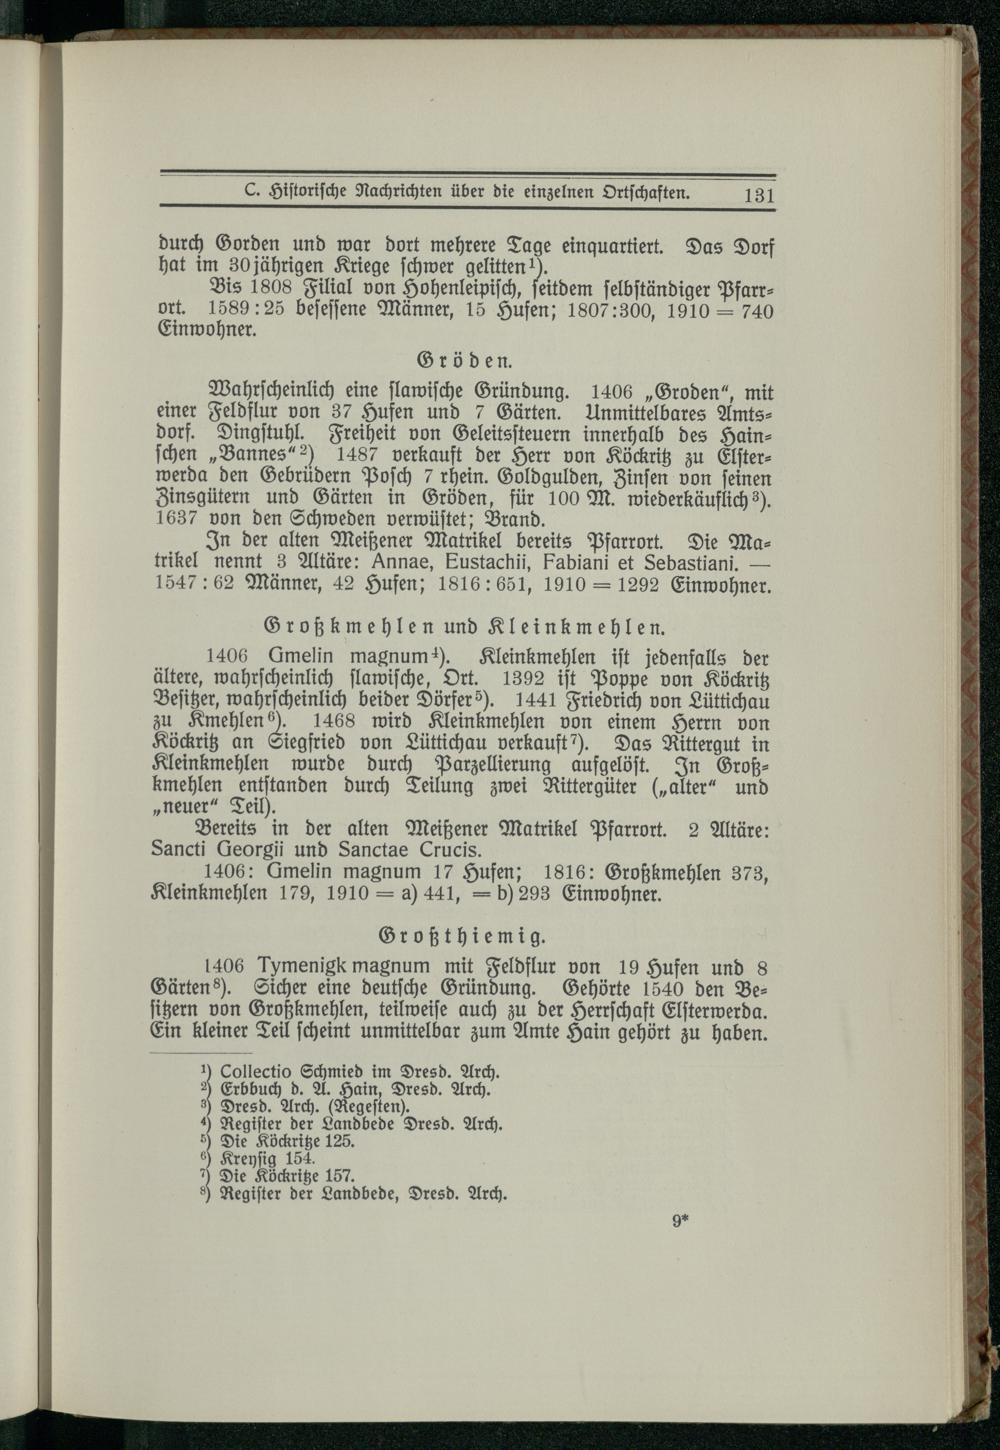 C. Historische Nachrichten über die einzelnen Ortschaften. 131
durch Gorden und war dort mehrere Tage einquartiert. Das Dorf
hat im 30jährigen Kriege schwer gelitten¹).
Bis 1808 Filial von Hohenleipisch, seitdem selbständiger Pfarr-
ort. 1589 : 25 besessene Männer, 15 Hufen; 1807:300, 1910 = 740
Einwohner.
Gröden.
Wahrscheinlich eine slawische Gründung. 1406 „Groden“, mit
einer Feldflur von 37 Hufen und 7 Gärten. Unmittelbares Amts-
dorf. Dingstuhl. Freiheit von Geleitssteuern innerhalb des Hain-
schen „Bannes“²) 1487 verkauft der Herr von Köckritz zu Elster-
werda den Gebrüdern Posch 7 rhein. Goldgulden, Zinsen von seinen
Zinsgütern und Gärten in Gröden, für 100 M. wiederkäuflich³).
1637 von den Schweden verwüstet; Brand.
In der alten Meißener Matrikel bereits Pfarrort. Die Ma-
trikel nennt 3 Altäre: Annae, Eustachii, Fabiani et Sebastiani. —
1547 : 62 Männer, 42 Hufen; 1816 : 651, 1910 = 1292 Einwohner.
Großkmehlen und Kleinkmehlen.
1406 Gmelin magnum⁴). Kleinkmehlen ist jedenfalls der
ältere, wahrscheinlich slawische, Ort. 1392 ist Poppe von Köckritz
Besitzer, wahrscheinlich beider Dörfer⁵). 1441 Friedrich von Lüttichau
zu Kmehlen⁶). 1468 wird Kleinkmehlen von einem Herrn von
Köckritz an Siegfried von Lüttichau verkauft⁷). Das Rittergut in
Kleinkmehlen wurde durch Parzellierung aufgelöst. In Groß-
kmehlen entstanden durch Teilung zwei Rittergüter („alter“ und
„neuer“ Teil).
Bereits in der alten Meißener Matrikel Pfarrort. 2 Altäre:
Sancti Georgii und Sanctae Crucis.
1406: Gmelin magnum 17 Hufen; 1816: Großkmehlen 373,
Kleinkmehlen 179, 1910 = a) 441, = b) 293 Einwohner.
Großthiemig.
1406 Tymenigk magnum mit Feldflur von 19 Hufen und 8
Gärten⁸). Sicher eine deutsche Gründung. Gehörte 1540 den Be-
sitzern von Großkmehlen, teilweise auch zu der Herrschaft Elsterwerda.
Ein kleiner Teil scheint unmittelbar zum Amte Hain gehört zu haben.
¹) Collectio Schmied im Dresd. Arch.
²) Erbbuch d. A. Hain, Dresd. Arch.
³) Dresd. Arch. (Regesten).
⁴) Register der Landbede Dresd. Arch.
⁵) Die Köckritze 125.
⁶) Kreysig 154.
⁷) Die Köckritze 157.
⁸) Register der Landbede, Dresd. Arch.
9*